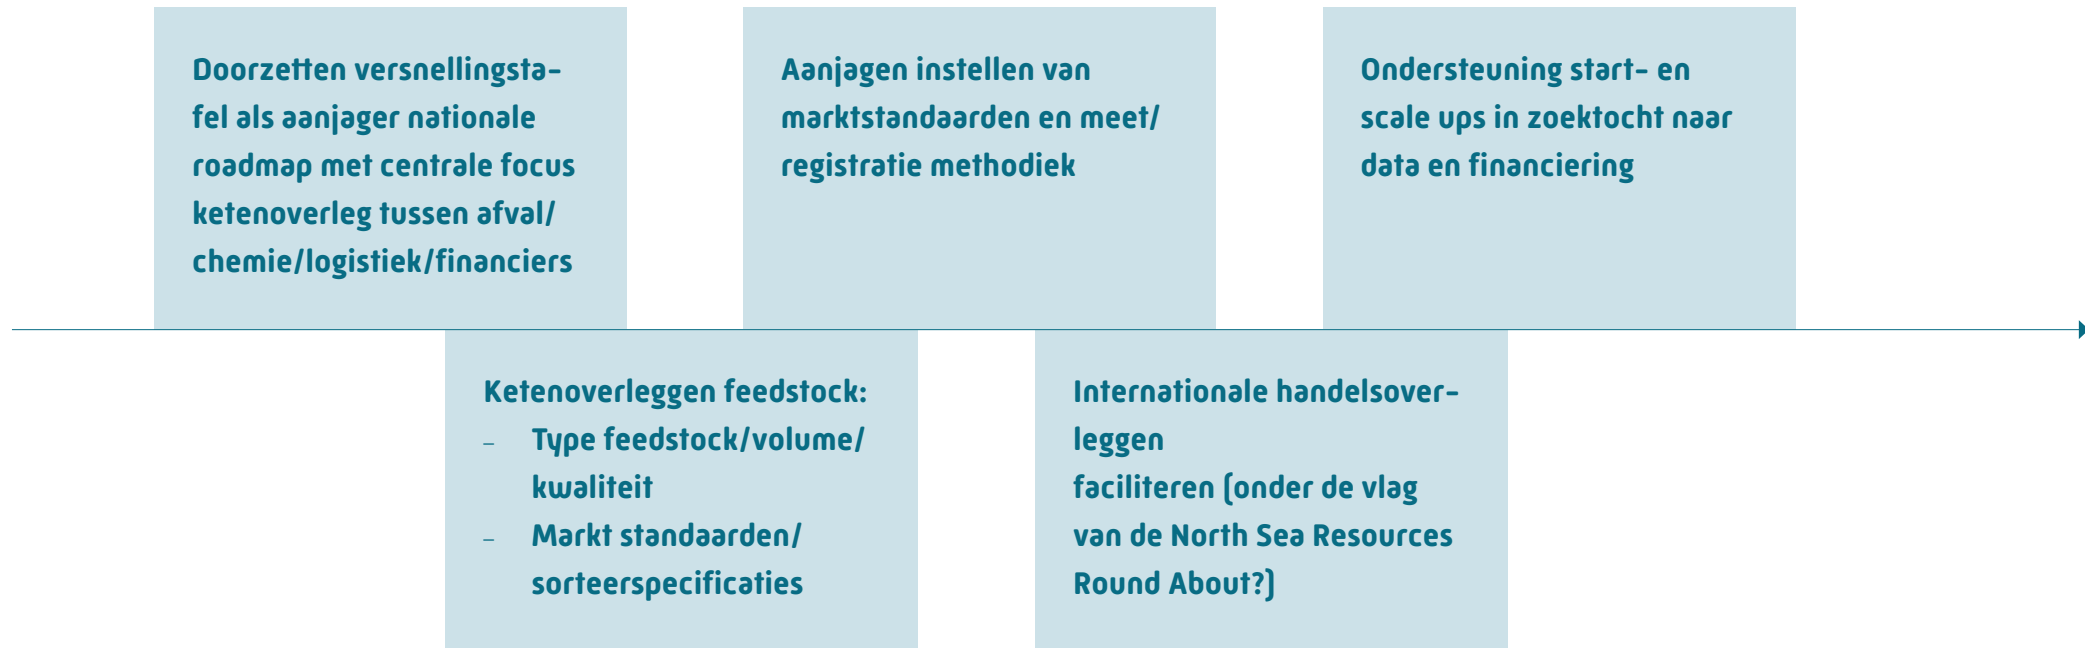 Doorzetten versnellingsta-
fel als aanjager nationale
roadmap met centrale focus
ketenoverleg tussen afval/
chemie/logistiek/financiers
Ketenoverleggen feedstock:
– Type feedstock/volume/
kwaliteit
– Markt standaarden/
sorteerspecificaties
Aanjagen instellen van
marktstandaarden en meet/
registratie methodiek
Internationale handelsover-
leggen
faciliteren (onder de vlag
van de North Sea Resources
Round About?)
Ondersteuning start- en
scale ups in zoektocht naar
data en financiering